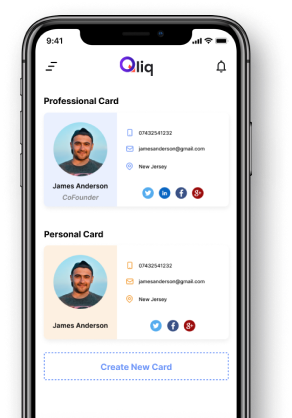 9:41
Qliq
Professional Card
07432541232
jamesanderson@gmail.com
New Jersey
James Anderson
CoFounder
in f g+
Personal Card
07432541232
jamesanderson@gmail.com
New Jersey
James Anderson
f g+
Create New Card